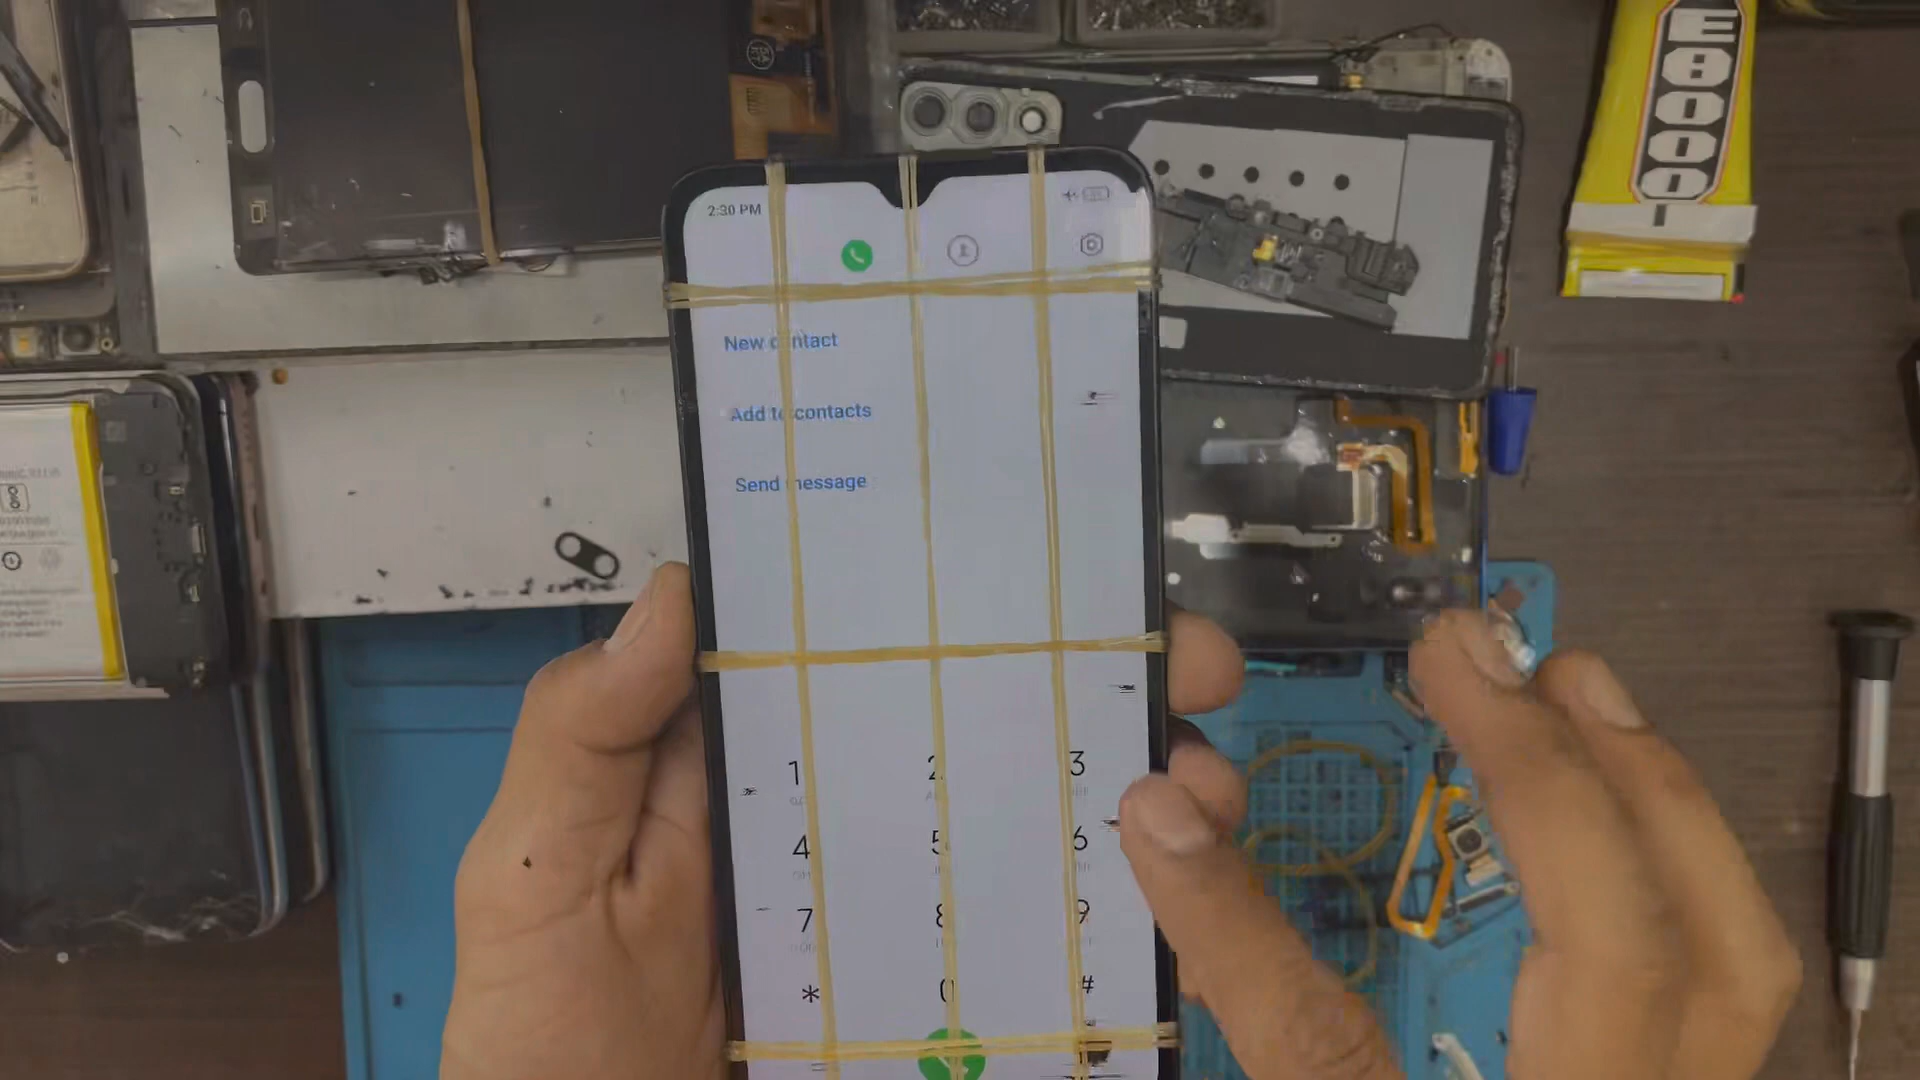 E8000
2:30 PM
New contact
Add to contacts
Send message
1 2 3
4 5 6
7 8 9
* 0 #